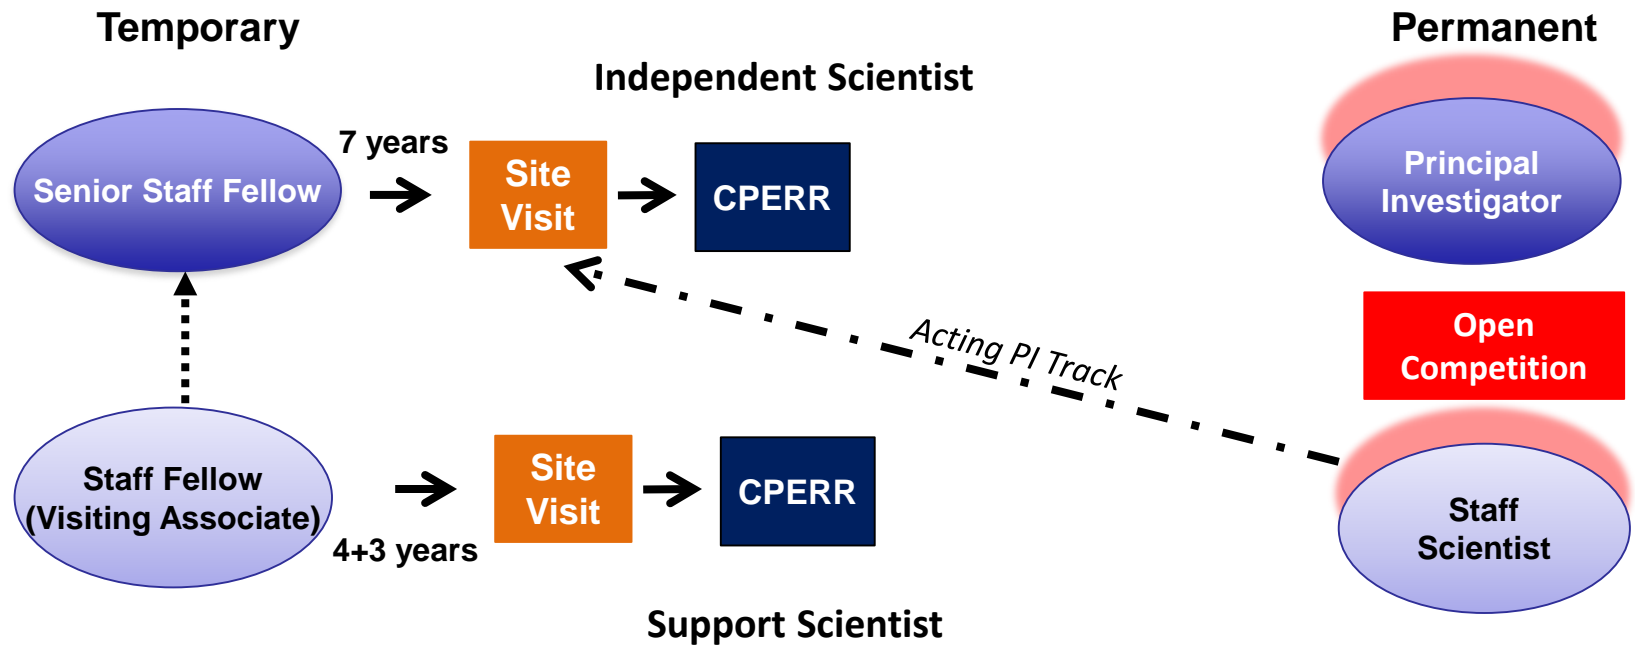 Temporary
Permanent
Independent Scientist
7 years
Senior Staff Fellow
Site
Visit
CPERR
Principal
Investigator
Open
Competition
Acting PI Track
Staff Fellow
(Visiting Associate)
4+3 years
Site
Visit
CPERR
Staff
Scientist
Support Scientist